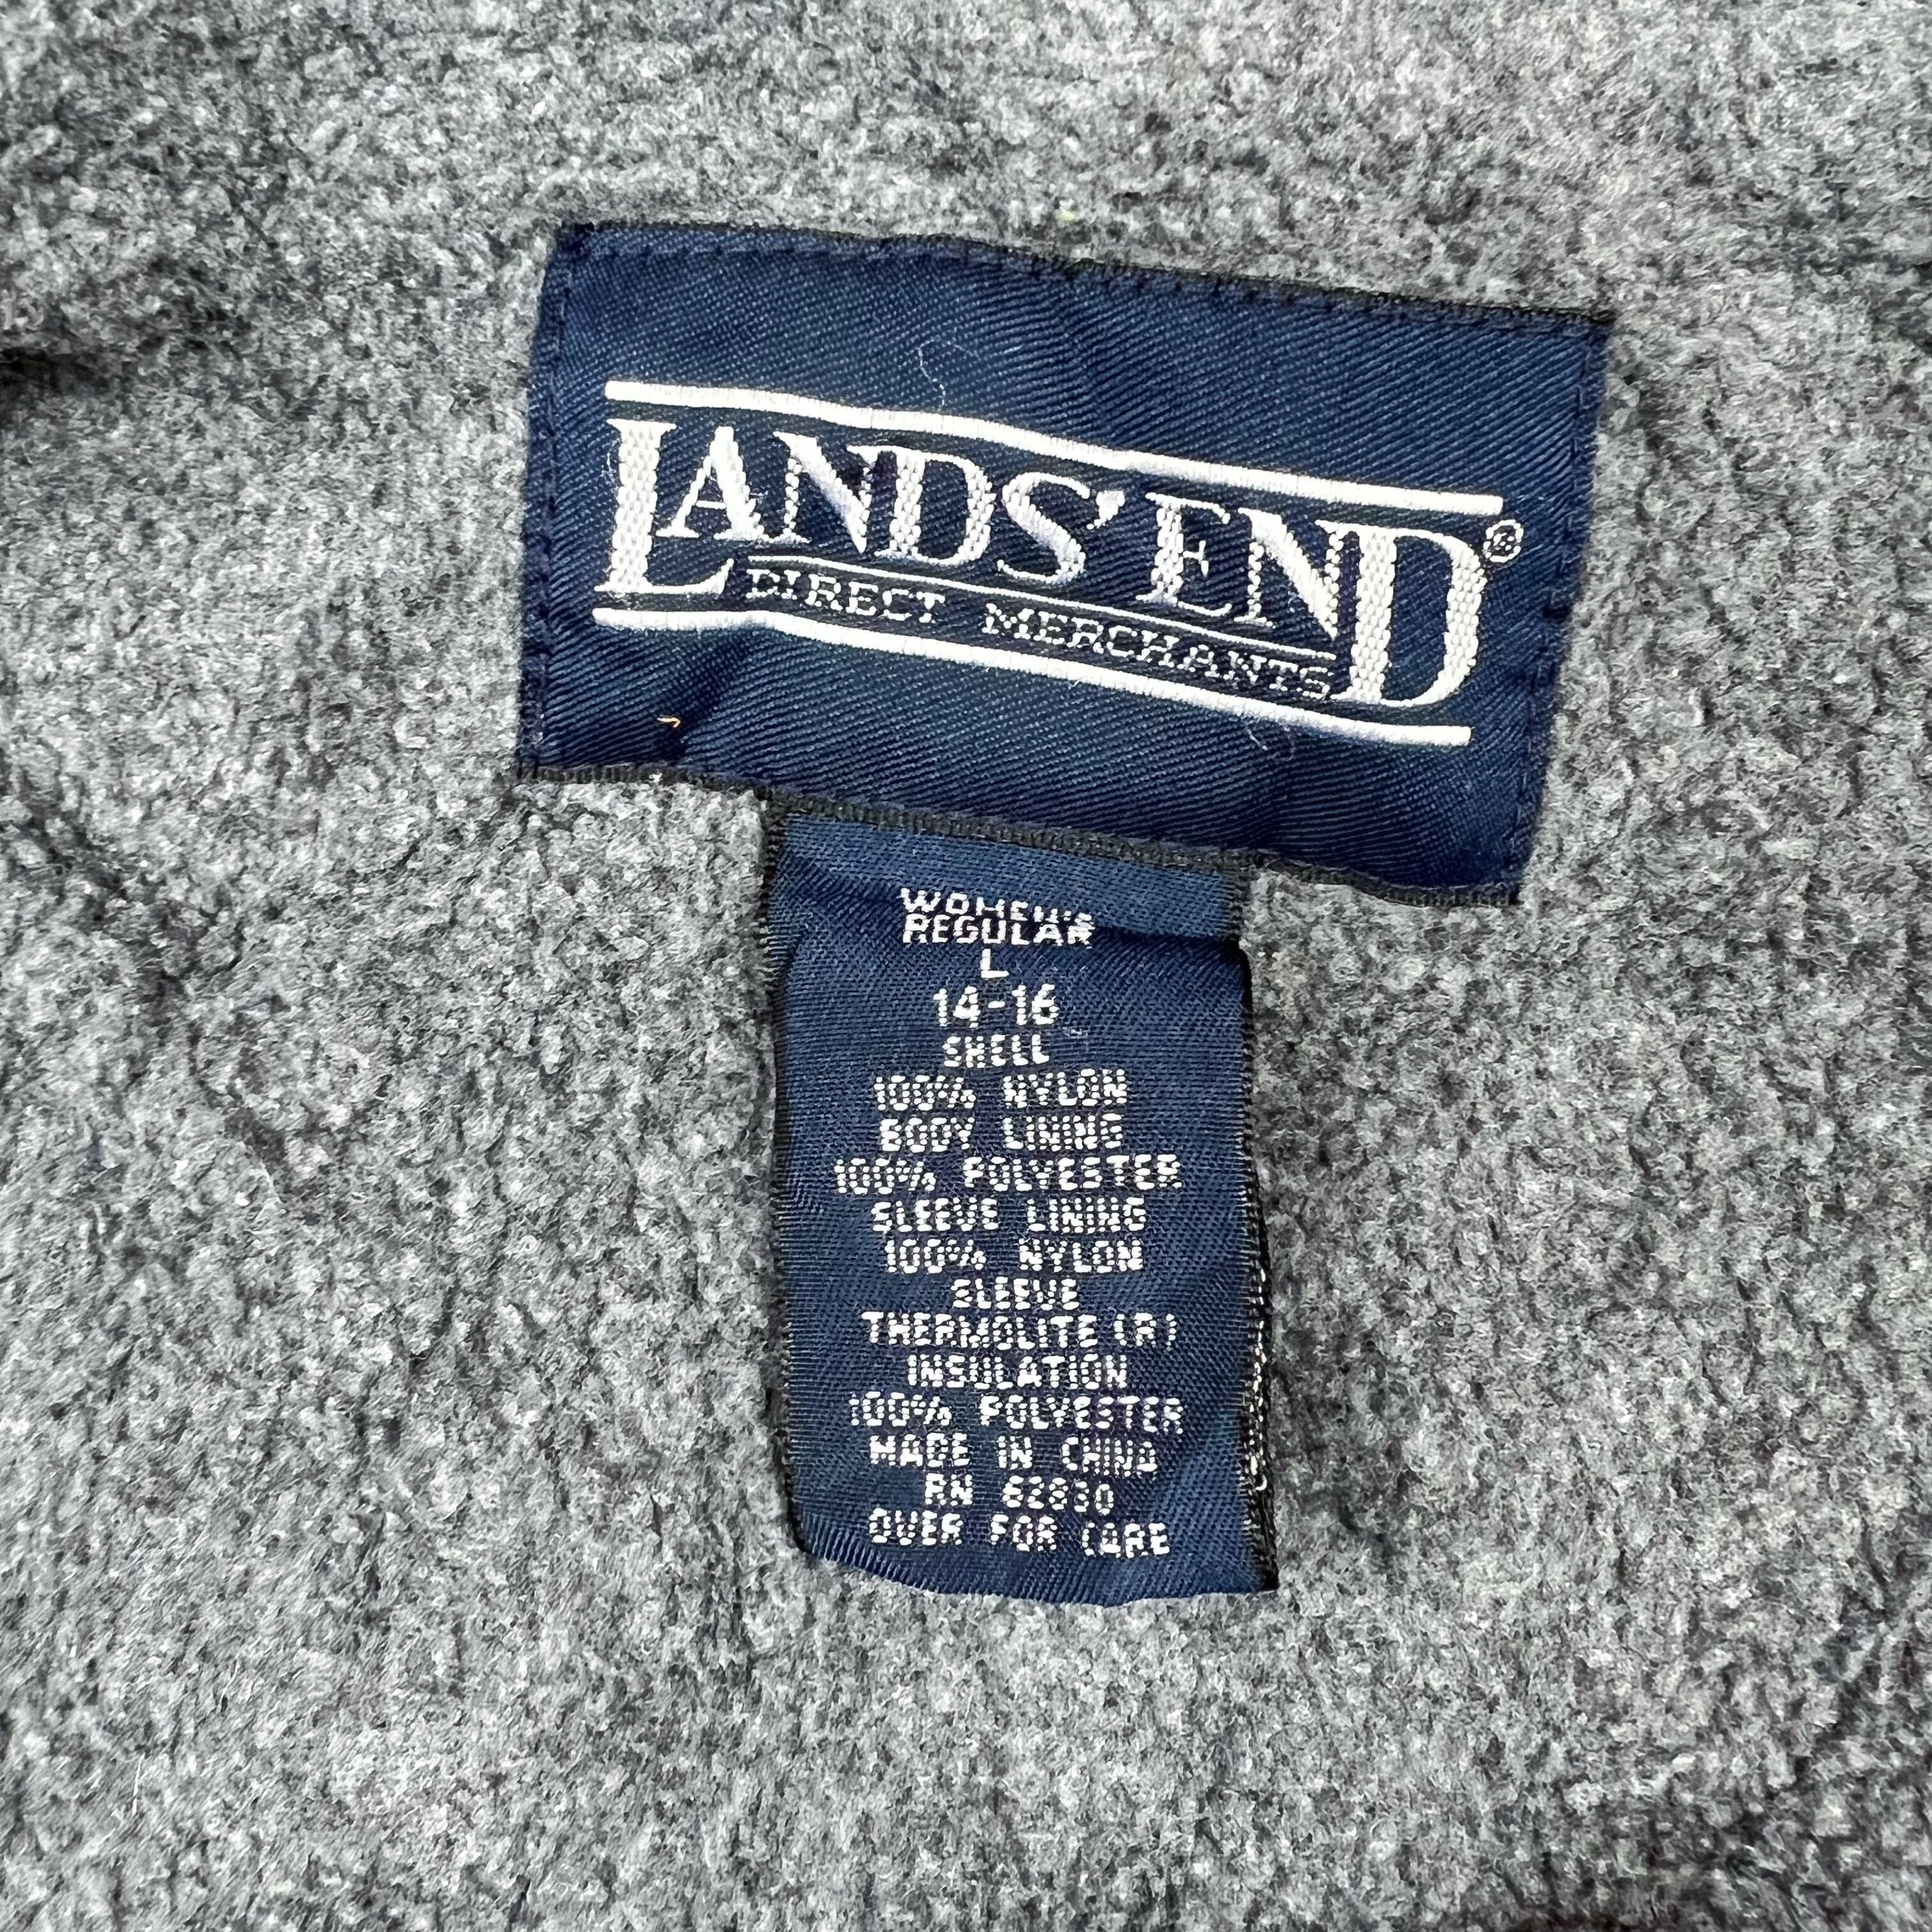 LANDS' END®
DIRECT MERCHANTS
WOMEN'S
REGULAR
L
14-16
SHELL
100% NYLON
BODY LINING
100% POLYESTER
SLEEVE LINING
100% NYLON
SLEEVE
THERMOLITE (R)
INSULATION
100% POLYESTER
MADE IN CHINA
RN 62830
OVER FOR CARE